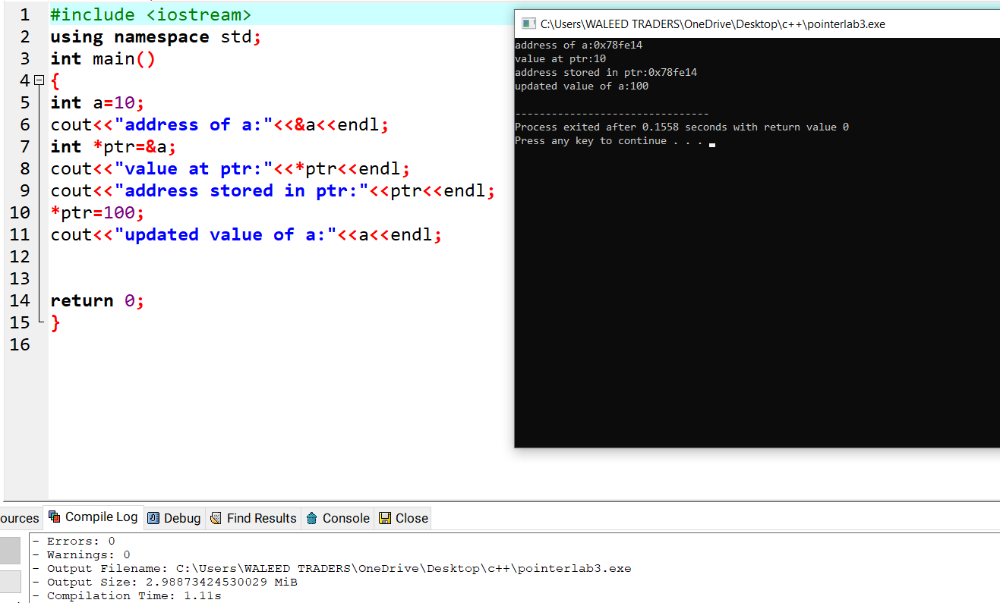 1 #include <iostream>
2 using namespace std;
3 int main()
4 {
5 int a=10;
6 cout<<"address of a:"<<&a<<endl;
7 int *ptr=&a;
8 cout<<"value at ptr:"<<*ptr<<endl;
9 cout<<"address stored in ptr:"<<ptr<<endl;
10 *ptr=100;
11 cout<<"updated value of a:"<<a<<endl;
12
13
14 return 0;
15 }
16
C:\Users\WALEED TRADERS\OneDrive\Desktop\c++\pointerlab3.exe
address of a:0x78fe14
value at ptr:10
address stored in ptr:0x78fe14
updated value of a:100
--------------------------------
Process exited after 0.1558 seconds with return value 0
Press any key to continue . . .
ources Compile Log Debug Find Results Console Close
- Errors: 0
- Warnings: 0
- Output Filename: C:\Users\WALEED TRADERS\OneDrive\Desktop\c++\pointerlab3.exe
- Output Size: 2.98873424530029 MiB
- Compilation Time: 1.11s